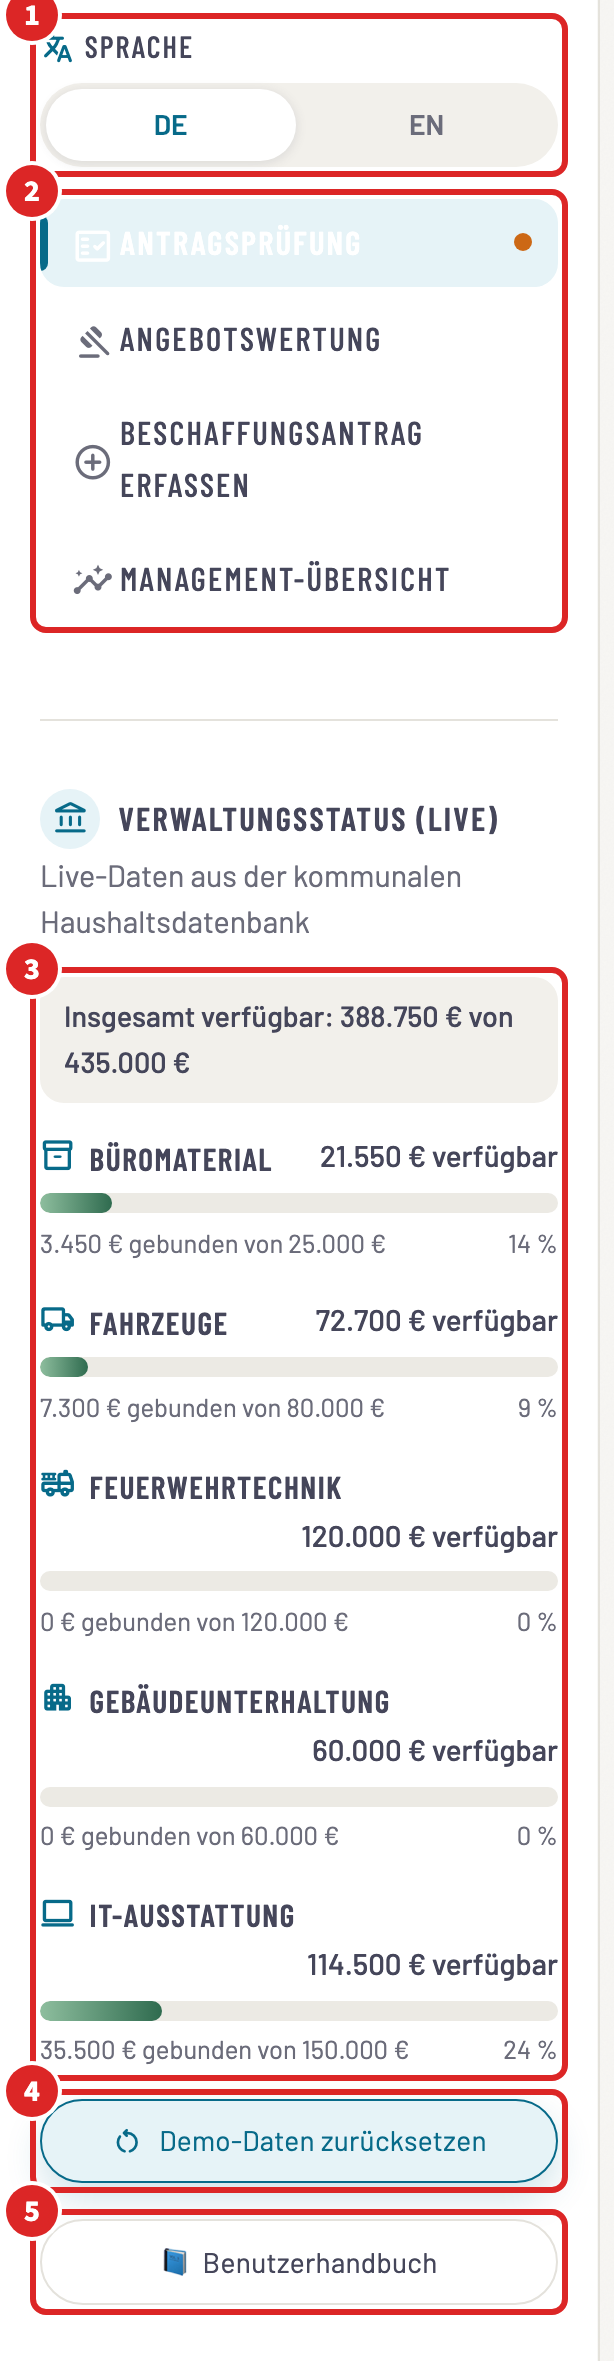 1
SPRACHE
DE EN
2
ANTRAGSPRÜFUNG
ANGEBOTSWERTUNG
BESCHAFFUNGSANTRAG
ERFASSEN
MANAGEMENT-ÜBERSICHT
VERWALTUNGSSTATUS (LIVE)
Live-Daten aus der kommunalen
Haushaltsdatenbank
3
Insgesamt verfügbar: 388.750 € von
435.000 €
BÜROMATERIAL 21.550 € verfügbar
3.450 € gebunden von 25.000 € 14 %
FAHRZEUGE 72.700 € verfügbar
7.300 € gebunden von 80.000 € 9 %
FEUERWEHRTECHNIK
120.000 € verfügbar
0 € gebunden von 120.000 € 0 %
GEBÄUDEUNTERHALTUNG
60.000 € verfügbar
0 € gebunden von 60.000 € 0 %
IT-AUSSTATTUNG
114.500 € verfügbar
35.500 € gebunden von 150.000 € 24 %
4
Demo-Daten zurücksetzen
5
Benutzerhandbuch